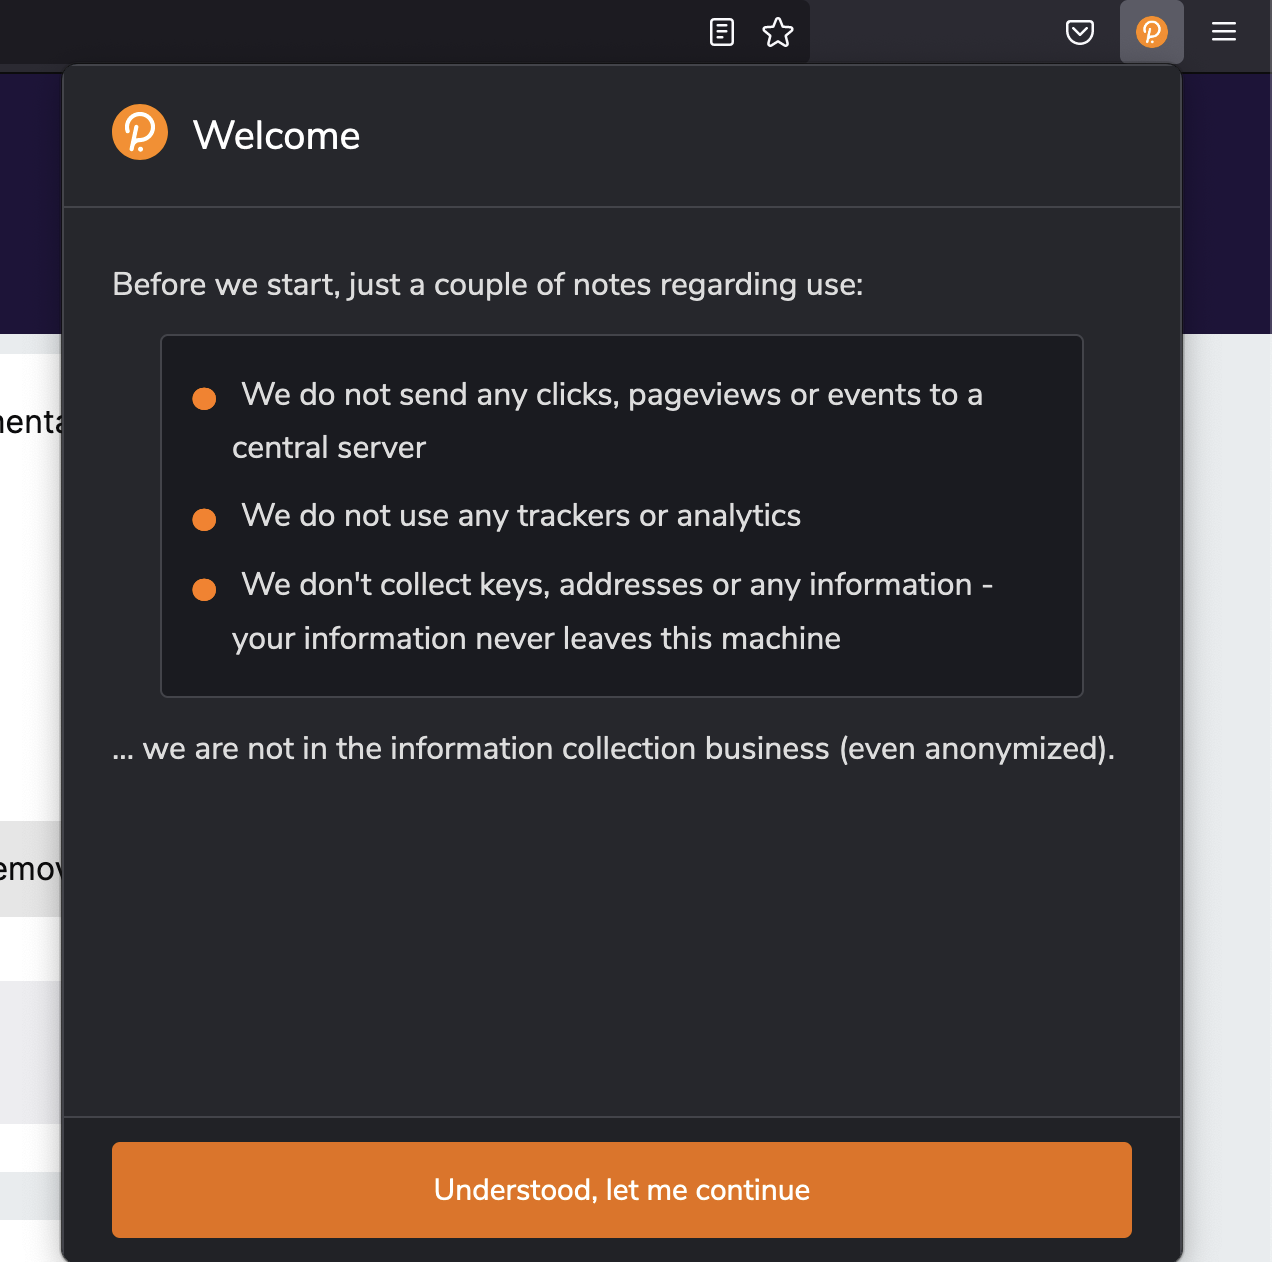 Welcome
Before we start, just a couple of notes regarding use:
We do not send any clicks, pageviews or events to a
central server
We do not use any trackers or analytics
We don't collect keys, addresses or any information -
your information never leaves this machine
... we are not in the information collection business (even anonymized).
Understood, let me continue